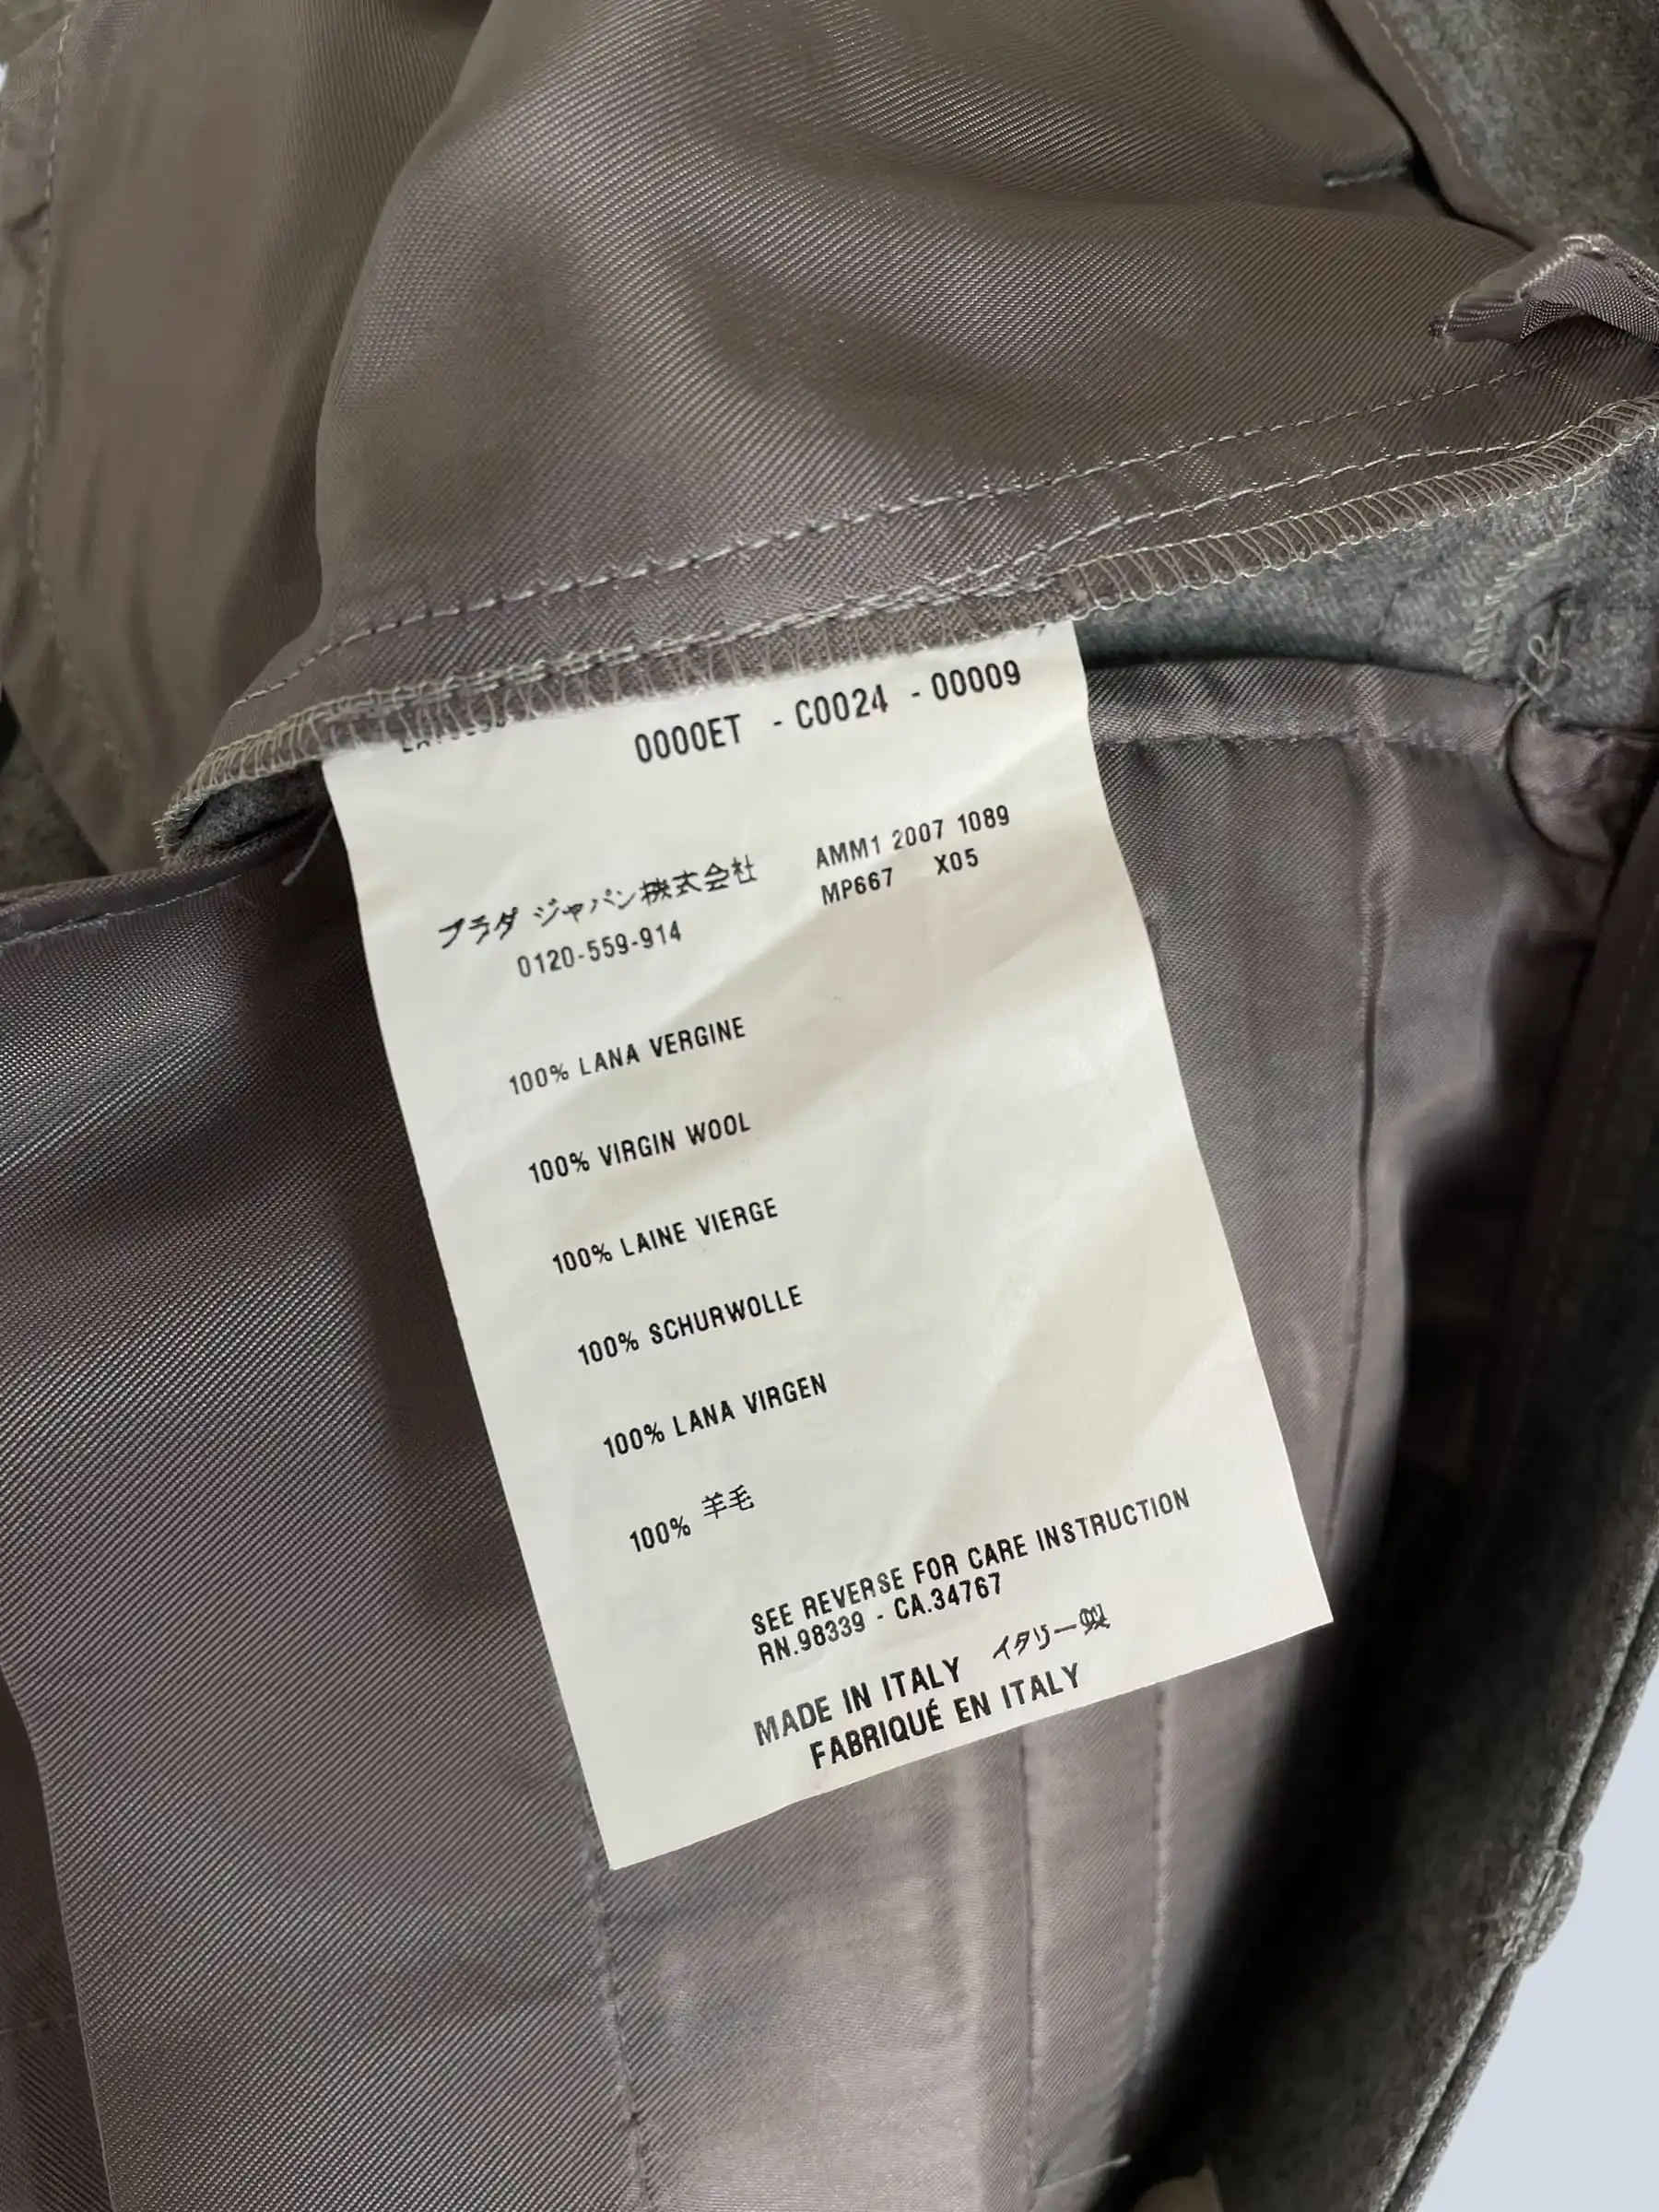 0000ET - C0024 - 00009
プラダ ジャパン株式会社
0120-559-914
AMM1 2007 1089
MP667 X05
100% LANA VERGINE
100% VIRGIN WOOL
100% LAINE VIERGE
100% SCHURWOLLE
100% LANA VIRGEN
100% 羊毛
SEE REVERSE FOR CARE INSTRUCTION
RN.98339 - CA.34767
MADE IN ITALY イタリー製
FABRIQUÉ EN ITALY